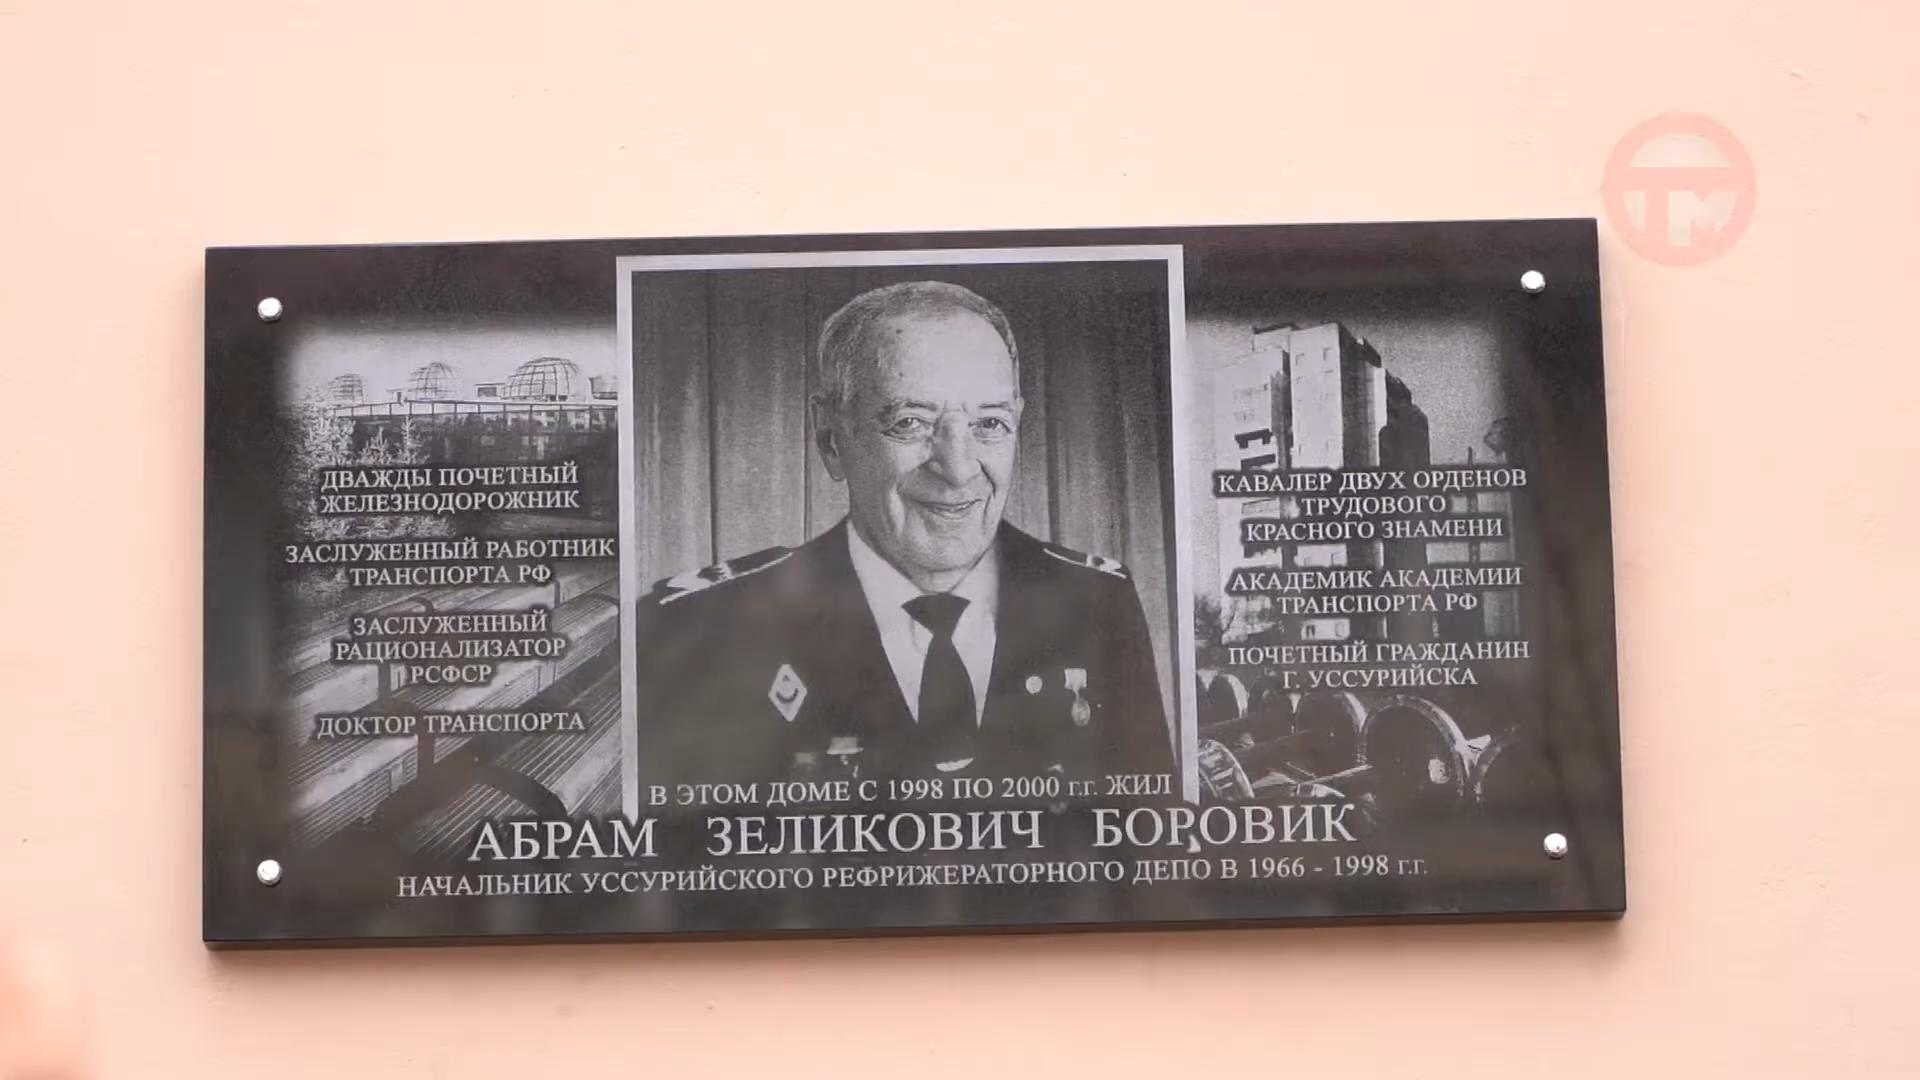 ТМ
ДВАЖДЫ ПОЧЕТНЫЙ
ЖЕЛЕЗНОДОРОЖНИК
ЗАСЛУЖЕННЫЙ РАБОТНИК
ТРАНСПОРТА РФ
ЗАСЛУЖЕННЫЙ
РАЦИОНАЛИЗАТОР
РСФСР
ДОКТОР ТРАНСПОРТА
КАВАЛЕР ДВУХ ОРДЕНОВ
ТРУДОВОГО
КРАСНОГО ЗНАМЕНИ
АКАДЕМИК АКАДЕМИИ
ТРАНСПОРТА РФ
ПОЧЕТНЫЙ ГРАЖДАНИН
Г. УССУРИЙСКА
В ЭТОМ ДОМЕ С 1998 ПО 2000 г.г. ЖИЛ
АБРАМ ЗЕЛИКОВИЧ БОРОВИК
НАЧАЛЬНИК УССУРИЙСКОГО РЕФРИЖЕРАТОРНОГО ДЕПО В 1966 - 1998 г.г.